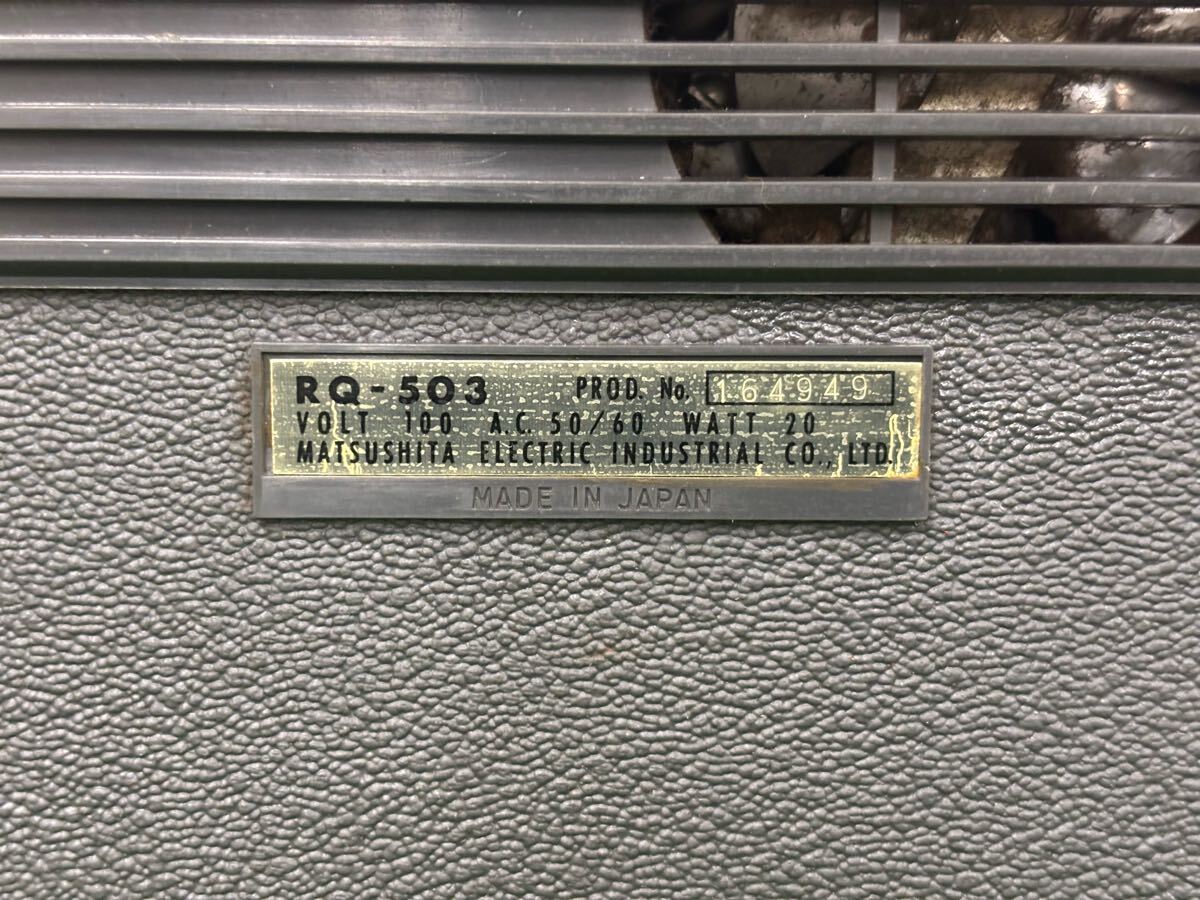 RQ-503 PROD. No. 164949
VOLT 100 A.C. 50/60 WATT 20
MATSUSHITA ELECTRIC INDUSTRIAL CO., LTD.
MADE IN JAPAN